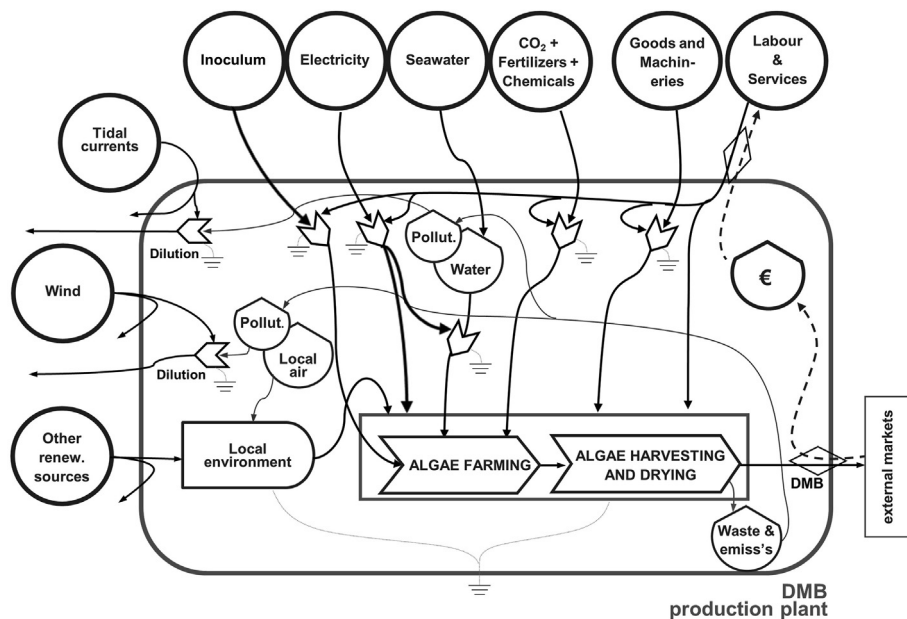 Inoculum
Electricity
Seawater
CO₂ +
Fertilizers +
Chemicals
Goods and
Machin-
eries
Labour
&
Services
Tidal
currents
Dilution
Pollut.
Water
€
Wind
Pollut.
Local
air
Dilution
Other
renew.
sources
Local
environment
ALGAE FARMING
ALGAE HARVESTING
AND DRYING
DMB
external markets
Waste &
emiss's
DMB
production plant